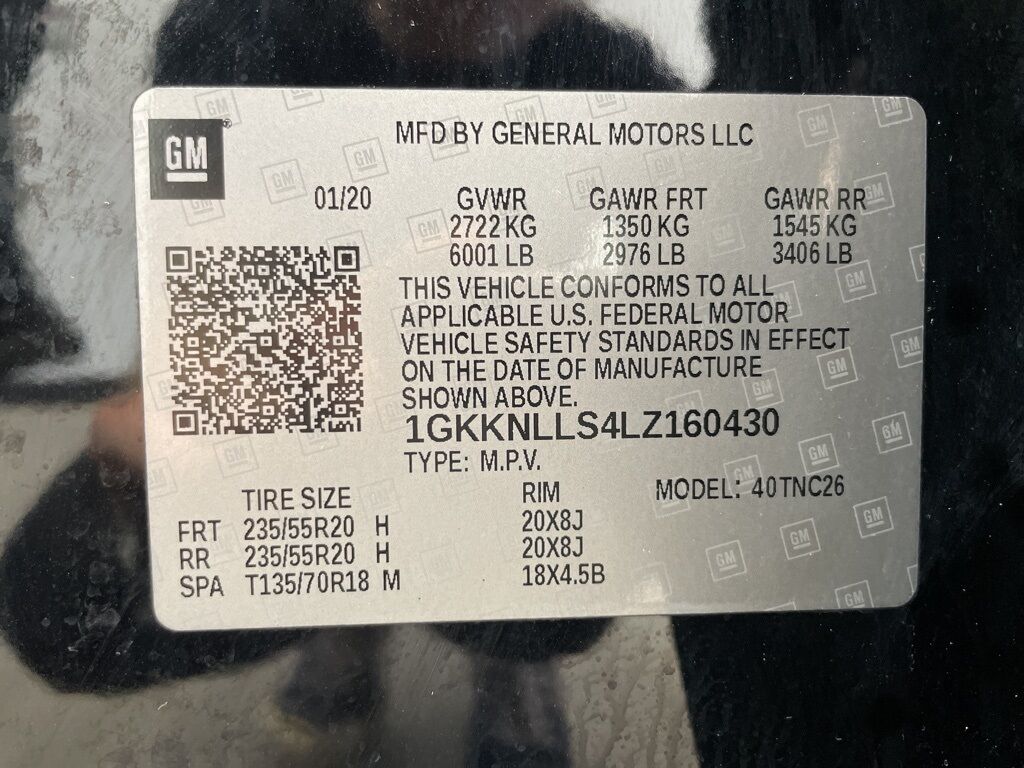 GM
MFD BY GENERAL MOTORS LLC
01/20 GVWR GAWR FRT GAWR RR
2722 KG 1350 KG 1545 KG
6001 LB 2976 LB 3406 LB
THIS VEHICLE CONFORMS TO ALL
APPLICABLE U.S. FEDERAL MOTOR
VEHICLE SAFETY STANDARDS IN EFFECT
ON THE DATE OF MANUFACTURE
SHOWN ABOVE.
1GKKNLLS4LZ160430
TYPE: M.P.V.
TIRE SIZE RIM MODEL: 40TNC26
FRT 235/55R20 H 20X8J
RR 235/55R20 H 20X8J
SPA T135/70R18 M 18X4.5B